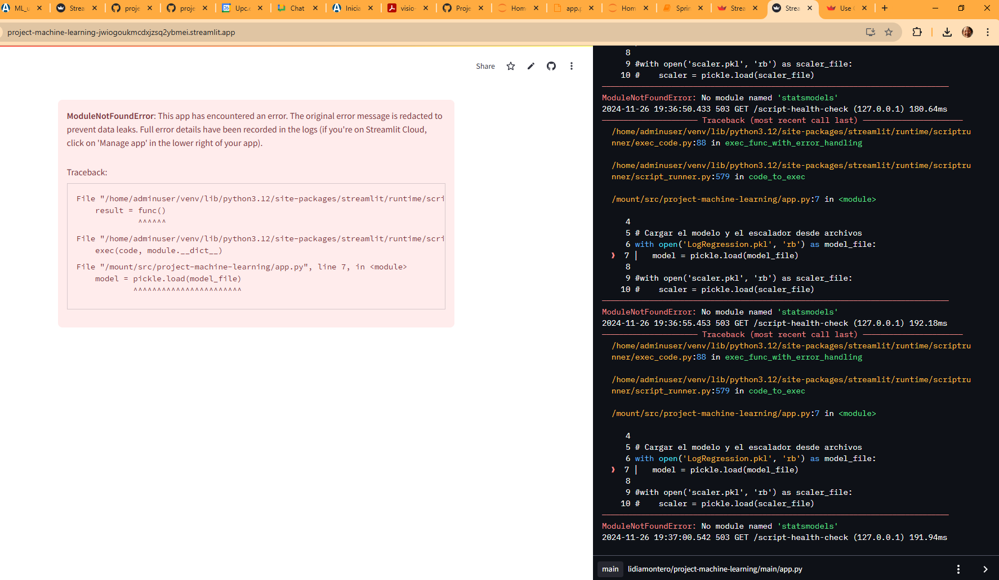 ML_u
Strea
proje
proje
26
Upc.e
Chat
Inicia
visio-
Proje
Hom
app.p
Hom
Sprin
Strea
Strea
Use
project-machine-learning-jwiogoukmcdxjzsq2ybmei.streamlit.app
Share
ModuleNotFoundError: This app has encountered an error. The original error message is redacted to
prevent data leaks. Full error details have been recorded in the logs (if you're on Streamlit Cloud,
click on 'Manage app' in the lower right of your app).
Traceback:
File "/home/adminuser/venv/lib/python3.12/site-packages/streamlit/runtime/scri
result = func()
^^^^^^
File "/home/adminuser/venv/lib/python3.12/site-packages/streamlit/runtime/scri
exec(code, module.__dict__)
File "/mount/src/project-machine-learning/app.py", line 7, in <module>
model = pickle.load(model_file)
^^^^^^^^^^^^^^^^^^^^^^^
8
9 #with open('scaler.pkl', 'rb') as scaler_file:
10 #    scaler = pickle.load(scaler_file)
ModuleNotFoundError: No module named 'statsmodels'
2024-11-26 19:36:50.433 503 GET /script-health-check (127.0.0.1) 180.64ms
Traceback (most recent call last)
/home/adminuser/venv/lib/python3.12/site-packages/streamlit/runtime/scriptru
nner/exec_code.py:88 in exec_func_with_error_handling
/home/adminuser/venv/lib/python3.12/site-packages/streamlit/runtime/scriptru
nner/script_runner.py:579 in code_to_exec
/mount/src/project-machine-learning/app.py:7 in <module>
4
5 # Cargar el modelo y el escalador desde archivos
6 with open('LogRegression.pkl', 'rb') as model_file:
❱ 7 │   model = pickle.load(model_file)
8
9 #with open('scaler.pkl', 'rb') as scaler_file:
10 #    scaler = pickle.load(scaler_file)
ModuleNotFoundError: No module named 'statsmodels'
2024-11-26 19:36:55.453 503 GET /script-health-check (127.0.0.1) 192.18ms
Traceback (most recent call last)
/home/adminuser/venv/lib/python3.12/site-packages/streamlit/runtime/scriptru
nner/exec_code.py:88 in exec_func_with_error_handling
/home/adminuser/venv/lib/python3.12/site-packages/streamlit/runtime/scriptru
nner/script_runner.py:579 in code_to_exec
/mount/src/project-machine-learning/app.py:7 in <module>
4
5 # Cargar el modelo y el escalador desde archivos
6 with open('LogRegression.pkl', 'rb') as model_file:
❱ 7 │   model = pickle.load(model_file)
8
9 #with open('scaler.pkl', 'rb') as scaler_file:
10 #    scaler = pickle.load(scaler_file)
ModuleNotFoundError: No module named 'statsmodels'
2024-11-26 19:37:00.542 503 GET /script-health-check (127.0.0.1) 191.94ms
main lidiamontero/project-machine-learning/main/app.py